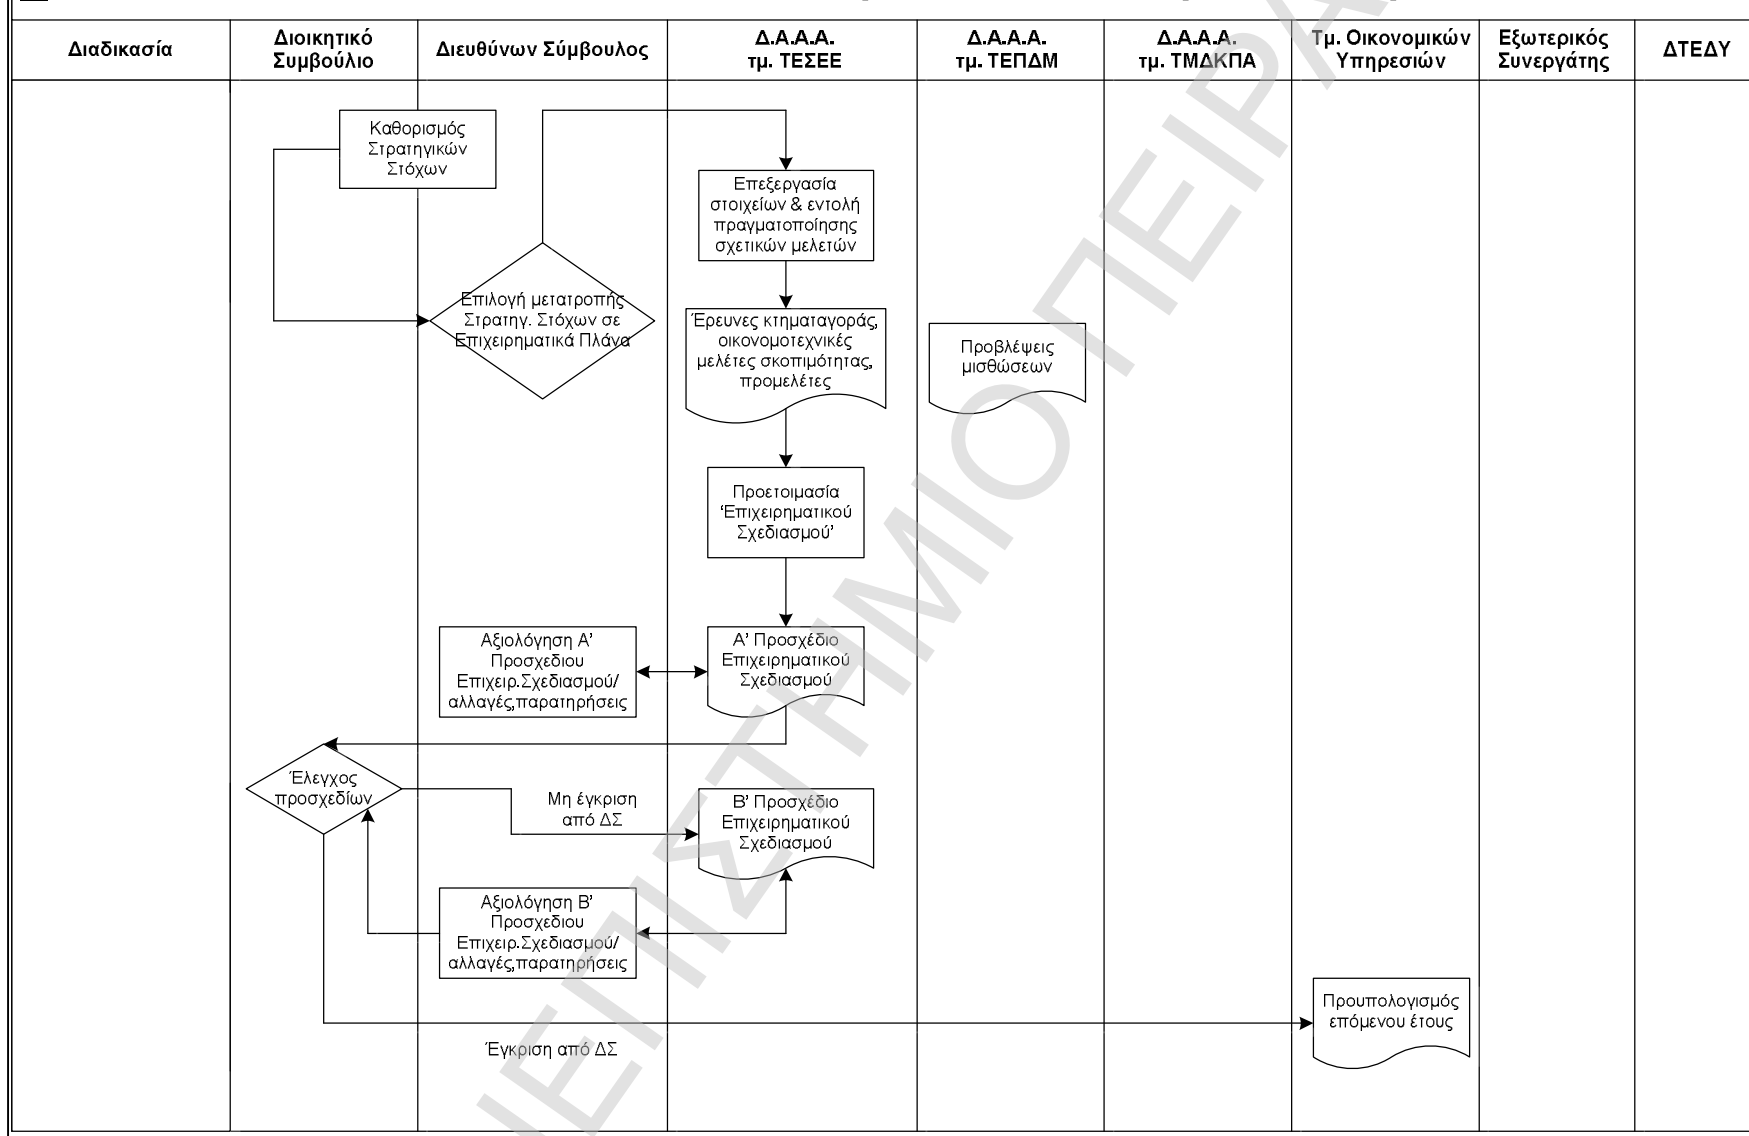 Διαδικασία
Διοικητικό
Συμβούλιο
Διευθύνων Σύμβουλος
Δ.Α.Α.Α.
τμ. ΤΕΣΕΕ
Δ.Α.Α.Α.
τμ. ΤΕΠΔΜ
Δ.Α.Α.Α.
τμ. ΤΜΔΚΠΑ
Τμ. Οικονομικών
Υπηρεσιών
Εξωτερικός
Συνεργάτης
ΔΤΕΔΥ
Καθορισμός
Στρατηγικών
Στόχων
Επεξεργασία
στοιχείων & εντολή
πραγματοποίησης
σχετικών μελετών
Επιλογή μετατροπής
Στρατηγ. Στόχων σε
Επιχειρηματικά Πλάνα
Έρευνες κτηματαγοράς,
οικονομοτεχνικές
μελέτες σκοπιμότητας,
προμελέτες
Προβλέψεις
μισθώσεων
Προετοιμασία
‘Επιχειρηματικού
Σχεδιασμού’
Αξιολόγηση Α’
Προσχεδιου
Επιχειρ.Σχεδιασμού/
αλλαγές,παρατηρήσεις
Α’ Προσχέδιο
Επιχειρηματικού
Σχεδιασμού
Έλεγχος
προσχεδίων
Μη έγκριση
από ΔΣ
Β’ Προσχέδιο
Επιχειρηματικού
Σχεδιασμού
Αξιολόγηση Β’
Προσχεδιου
Επιχειρ.Σχεδιασμού/
αλλαγές,παρατηρήσεις
Προυπολογισμός
επόμενου έτους
Έγκριση από ΔΣ